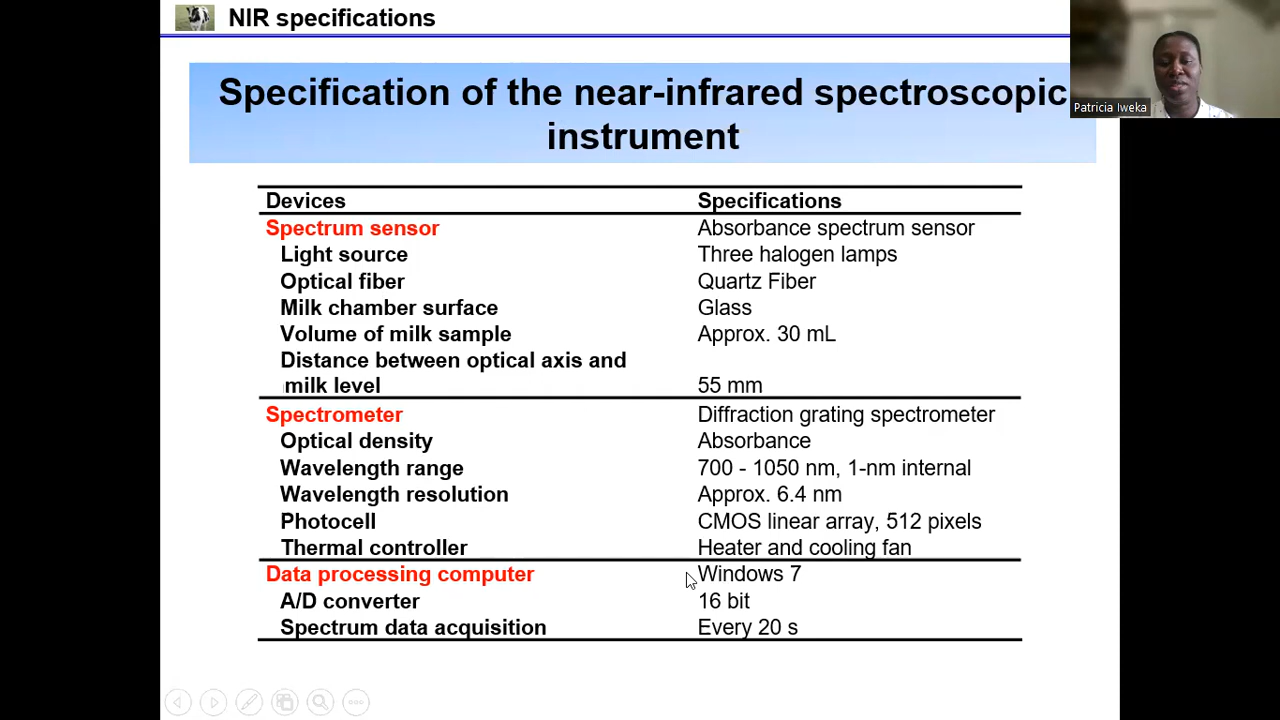 NIR specifications
Patricia Iweka
Specification of the near-infrared spectroscopic
instrument
Devices Specifications
Spectrum sensor Absorbance spectrum sensor
Light source Three halogen lamps
Optical fiber Quartz Fiber
Milk chamber surface Glass
Volume of milk sample Approx. 30 mL
Distance between optical axis and
milk level 55 mm
Spectrometer Diffraction grating spectrometer
Optical density Absorbance
Wavelength range 700 - 1050 nm, 1-nm internal
Wavelength resolution Approx. 6.4 nm
Photocell CMOS linear array, 512 pixels
Thermal controller Heater and cooling fan
Data processing computer Windows 7
A/D converter 16 bit
Spectrum data acquisition Every 20 s